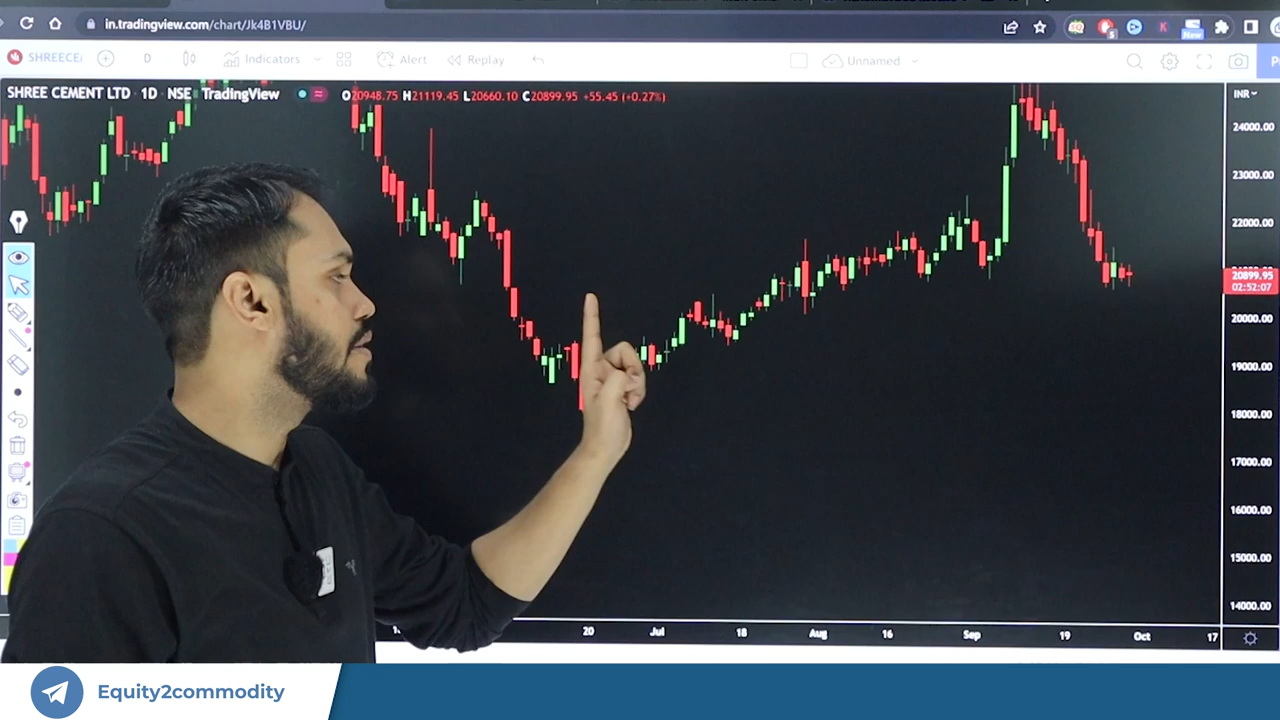 in.tradingview.com/chart/Jk4B1VBU/
New
SHREECE
D
Indicators
Alert
Replay
Unnamed
SHREE CEMENT LTD · 1D · NSE TradingView
O20948.75 H21119.45 L20660.10 C20899.95 +55.45 (+0.27%)
INR
24000.00
23000.00
22000.00
20899.95
02:52:07
20000.00
19000.00
18000.00
17000.00
16000.00
15000.00
14000.00
20 Jul 18 Aug 16 Sep 19 Oct 17
Equity2commodity